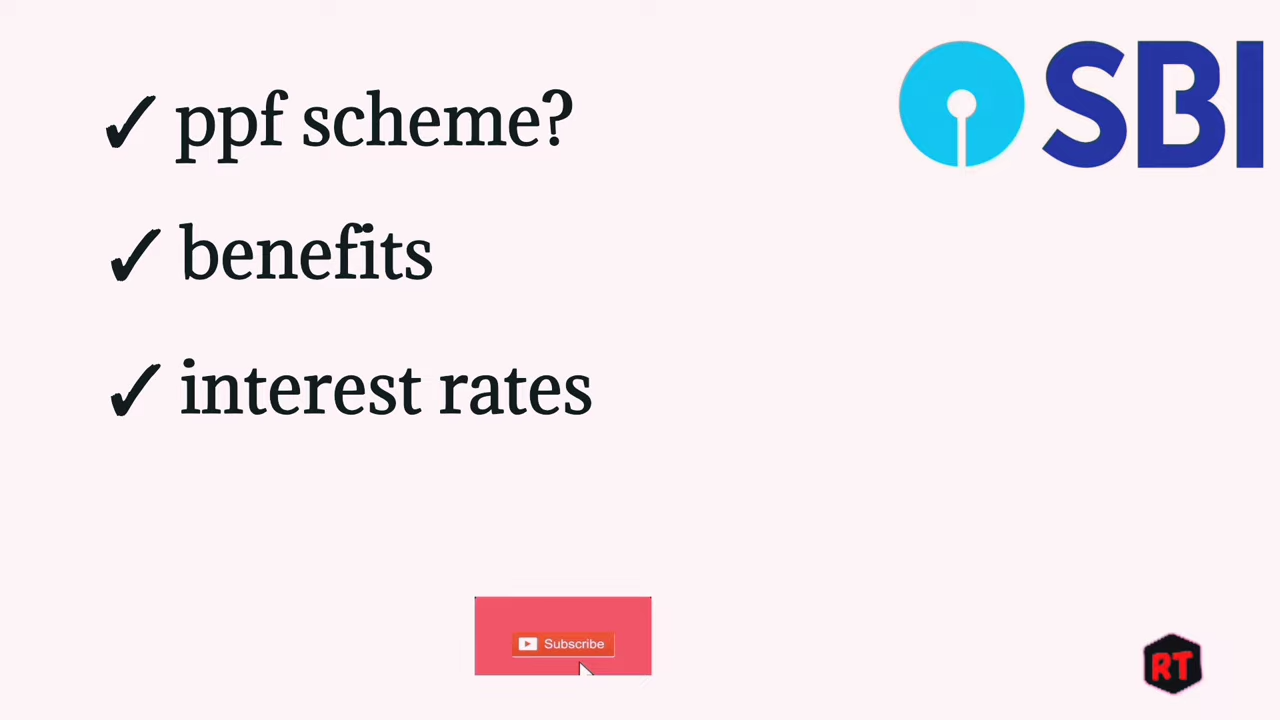 SBI
✓ ppf scheme?
✓ benefits
✓ interest rates
Subscribe
RT